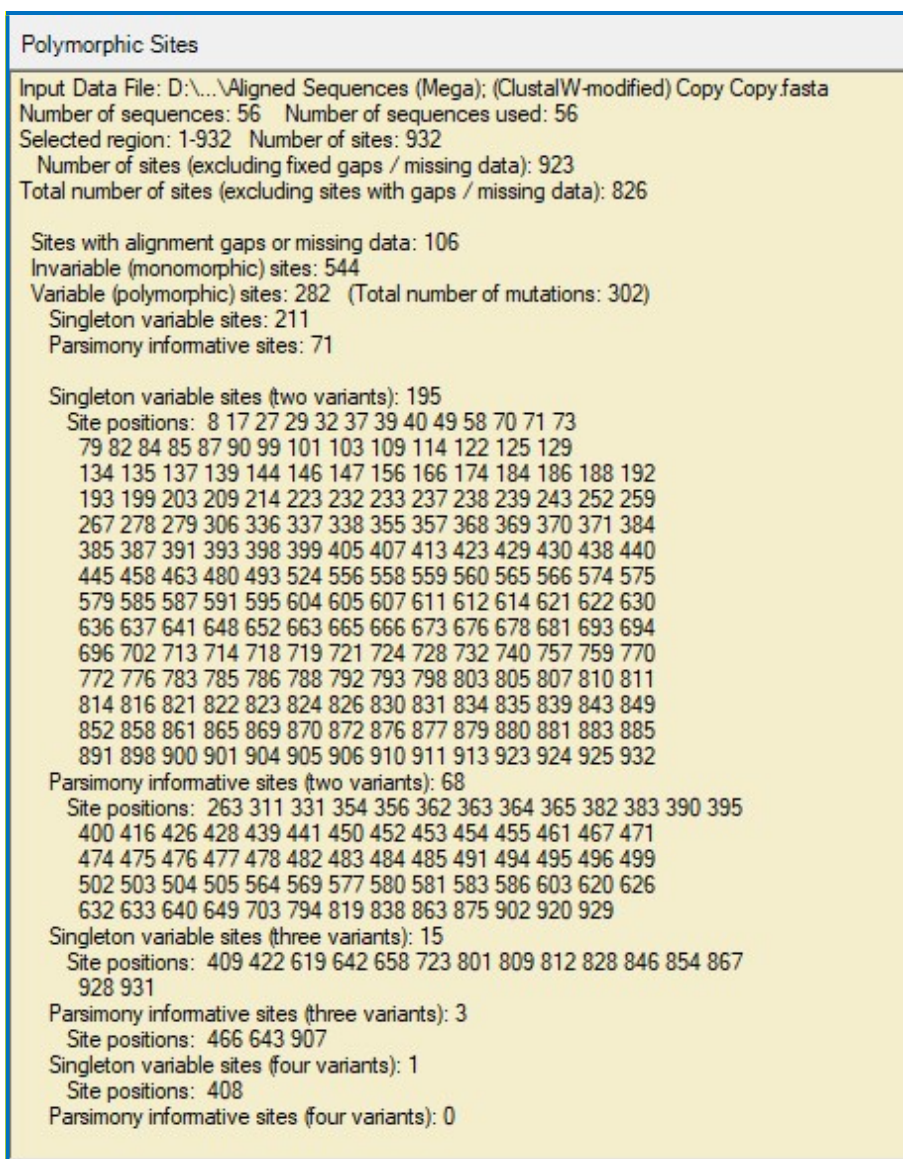 Polymorphic Sites
Input Data File: D:\...\Aligned Sequences (Mega); (ClustalW-modified) Copy Copy.fasta
Number of sequences: 56 Number of sequences used: 56
Selected region: 1-932 Number of sites: 932
Number of sites (excluding fixed gaps / missing data): 923
Total number of sites (excluding sites with gaps / missing data): 826
Sites with alignment gaps or missing data: 106
Invariable (monomorphic) sites: 544
Variable (polymorphic) sites: 282 (Total number of mutations: 302)
Singleton variable sites: 211
Parsimony informative sites: 71
Singleton variable sites (two variants): 195
Site positions: 8 17 27 29 32 37 39 40 49 58 70 71 73
79 82 84 85 87 90 99 101 103 109 114 122 125 129
134 135 137 139 144 146 147 156 166 174 184 186 188 192
193 199 203 209 214 223 232 233 237 238 239 243 252 259
267 278 279 306 336 337 338 355 357 368 369 370 371 384
385 387 391 393 398 399 405 407 413 423 429 430 438 440
445 458 463 480 493 524 556 558 559 560 565 566 574 575
579 585 587 591 595 604 605 607 611 612 614 621 622 630
636 637 641 648 652 663 665 666 673 676 678 681 693 694
696 702 713 714 718 719 721 724 728 732 740 757 759 770
772 776 783 785 786 788 792 793 798 803 805 807 810 811
814 816 821 822 823 824 826 830 831 834 835 839 843 849
852 858 861 865 869 870 872 876 877 879 880 881 883 885
891 898 900 901 904 905 906 910 911 913 923 924 925 932
Parsimony informative sites (two variants): 68
Site positions: 263 311 331 354 356 362 363 364 365 382 383 390 395
400 416 426 428 439 441 450 452 453 454 455 461 467 471
474 475 476 477 478 482 483 484 485 491 494 495 496 499
502 503 504 505 564 569 577 580 581 583 586 603 620 626
632 633 640 649 703 794 819 838 863 875 902 920 929
Singleton variable sites (three variants): 15
Site positions: 409 422 619 642 658 723 801 809 812 828 846 854 867
928 931
Parsimony informative sites (three variants): 3
Site positions: 466 643 907
Singleton variable sites (four variants): 1
Site positions: 408
Parsimony informative sites (four variants): 0